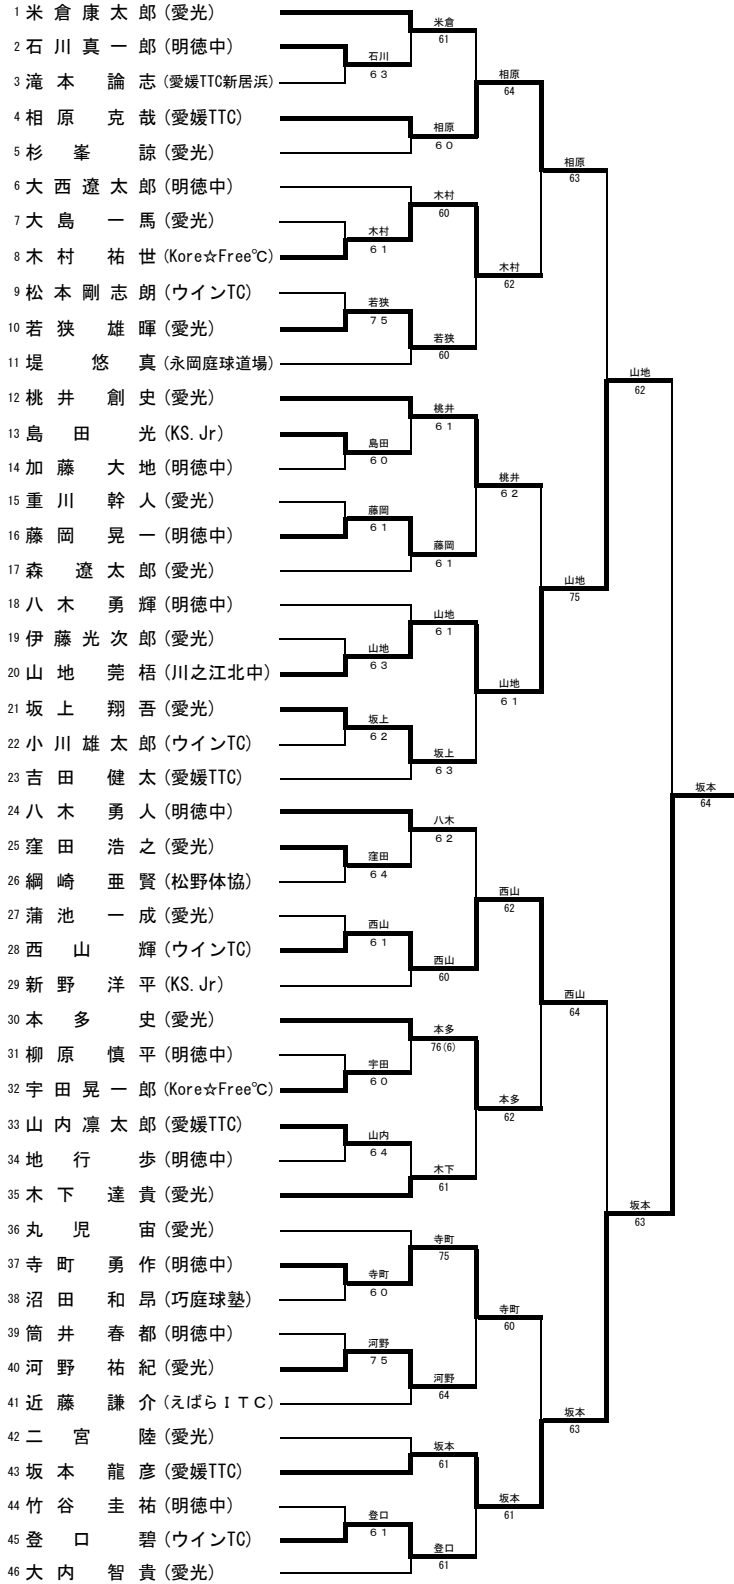 1 米倉康太郎 (愛光)
2 石川真一郎 (明徳中)
3 滝本 論志 (愛媛TTC新居浜)
4 相原 克哉 (愛媛TTC)
5 杉峯 諒 (愛光)
6 大西遼太郎 (明徳中)
7 大島 一馬 (愛光)
8 木村 祐世 (Kore☆Free℃)
9 松本剛志朗 (ウインTC)
10 若狭 雄暉 (愛光)
11 堤 悠真 (永岡庭球道場)
12 桃井 創史 (愛光)
13 島田 光 (KS.Jr)
14 加藤 大地 (明徳中)
15 重川 幹人 (愛光)
16 藤岡 晃一 (明徳中)
17 森 遼太郎 (愛光)
18 八木 勇輝 (明徳中)
19 伊藤光次郎 (愛光)
20 山地 莞梧 (川之江北中)
21 坂上 翔吾 (愛光)
22 小川雄太郎 (ウインTC)
23 吉田 健太 (愛媛TTC)
24 八木 勇人 (明徳中)
25 窪田 浩之 (愛光)
26 綱崎 亜賢 (松野体協)
27 蒲池 一成 (愛光)
28 西山 輝 (ウインTC)
29 新野 洋平 (KS.Jr)
30 本多 史 (愛光)
31 柳原 慎平 (明徳中)
32 宇田晃一郎 (Kore☆Free℃)
33 山内凛太郎 (愛媛TTC)
34 地行 歩 (明徳中)
35 木下 達貴 (愛光)
36 丸児 宙 (愛光)
37 寺町 勇作 (明徳中)
38 沼田 和昂 (巧庭球塾)
39 筒井 春都 (明徳中)
40 河野 祐紀 (愛光)
41 近藤 謙介 (えばらＩＴＣ)
42 二宮 陸 (愛光)
43 坂本 龍彦 (愛媛TTC)
44 竹谷 圭祐 (明徳中)
45 登口 碧 (ウインTC)
46 大内 智貴 (愛光)
石川
６３
木村
６１
若狭
７５
島田
６０
藤岡
６１
山地
６３
坂上
６２
窪田
６４
西山
６１
宇田
６０
山内
６４
寺町
６０
河野
７５
登口
６１
米倉
61
相原
６０
木村
60
若狭
60
桃井
６１
藤岡
６１
山地
６１
坂上
６３
八木
６２
西山
60
本多
76(6)
木下
61
寺町
75
河野
64
坂本
61
登口
61
相原
64
木村
62
桃井
６２
山地
６１
西山
62
本多
62
寺町
60
坂本
61
相原
63
山地
75
西山
64
坂本
63
山地
62
坂本
63
坂本
64